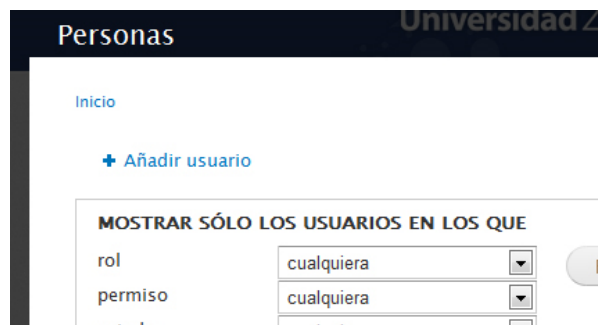 Universidad
Personas
Inicio
+ Añadir usuario
MOSTRAR SÓLO LOS USUARIOS EN LOS QUE
rol cualquiera
permiso cualquiera